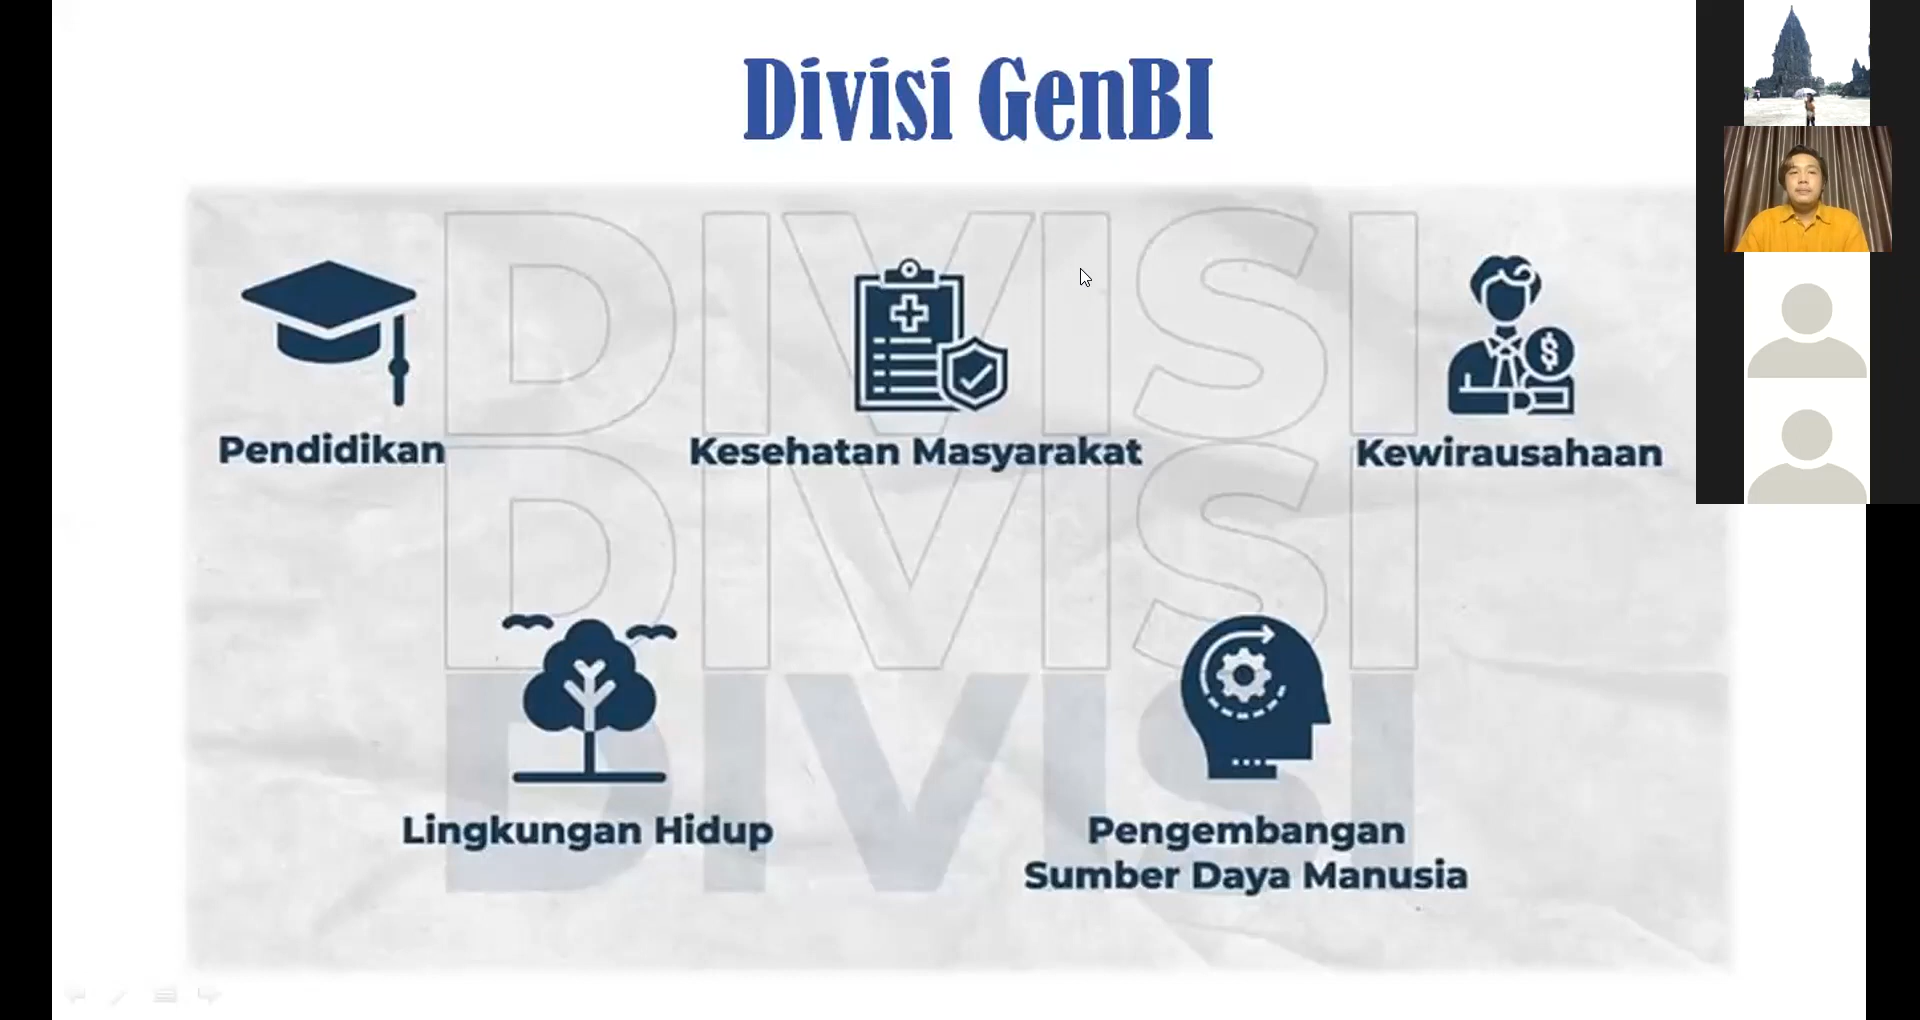 Divisi GenBI
DIVISI
DIVISI
DIVISI
Pendidikan
Kesehatan Masyarakat
Kewirausahaan
Lingkungan Hidup
Pengembangan
Sumber Daya Manusia